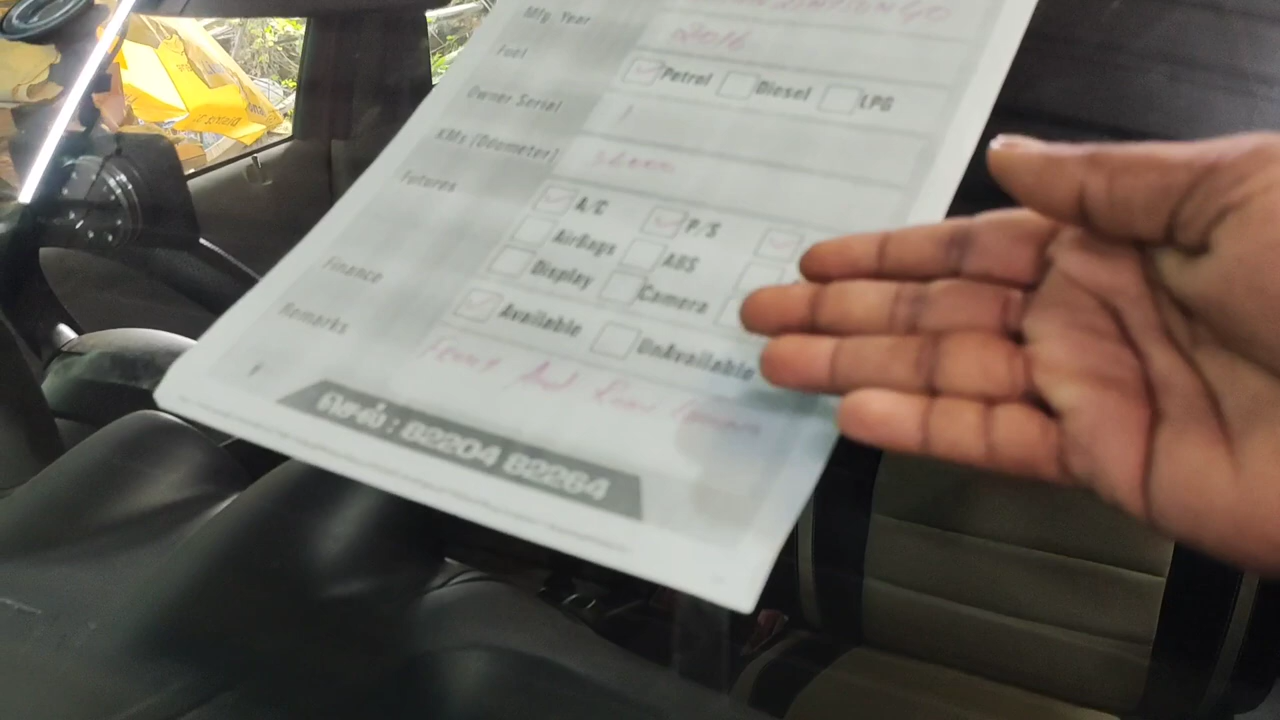 Mfg. Year 2016
Fuel Petrol Diesel LPG
Owner Serial 1
KMs (Odometer)
Futures A/C P/S
AirBags ABS
Display Camera
Finance Available UnAvailable
Remarks
செல் : 82204 82264